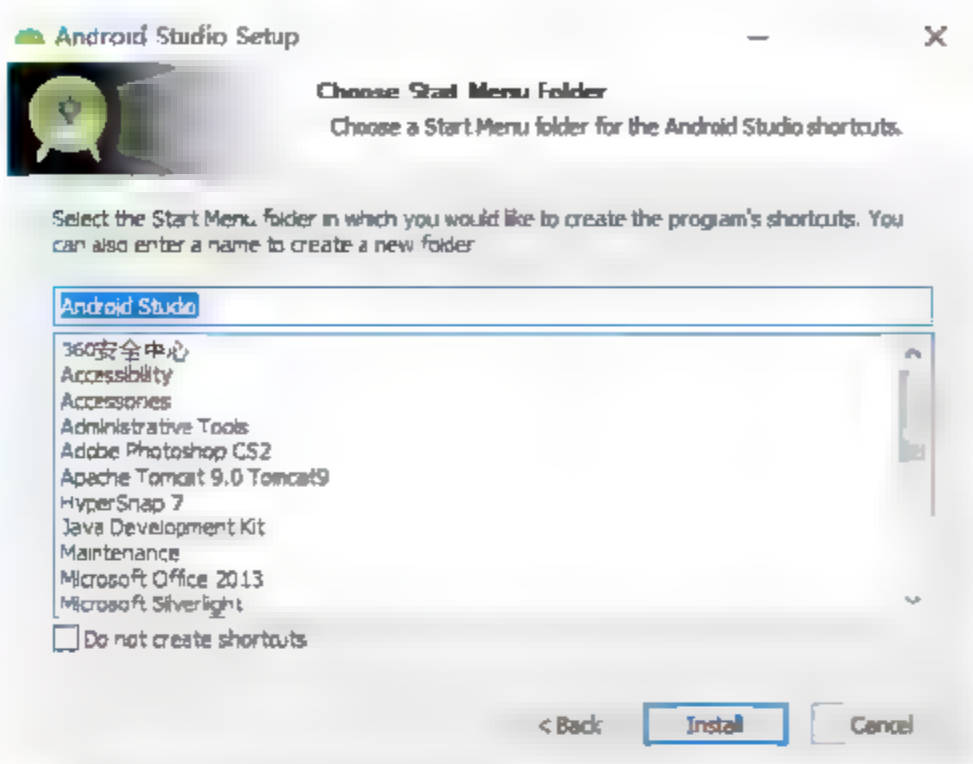 Android Studio Setup
Choose Start Menu Folder
Choose a Start Menu folder for the Android Studio shortcuts.
Select the Start Menu folder in which you would like to create the program's shortcuts. You
can also enter a name to create a new folder
Android Studio
360安全中心
Accessibility
Accessories
Administrative Tools
Adobe Photoshop CS2
Apache Tomcat 9.0 Tomcat9
HyperSnap 7
Java Development Kit
Maintenance
Microsoft Office 2013
Microsoft Silverlight
Do not create shortcuts
< Back Install Cancel